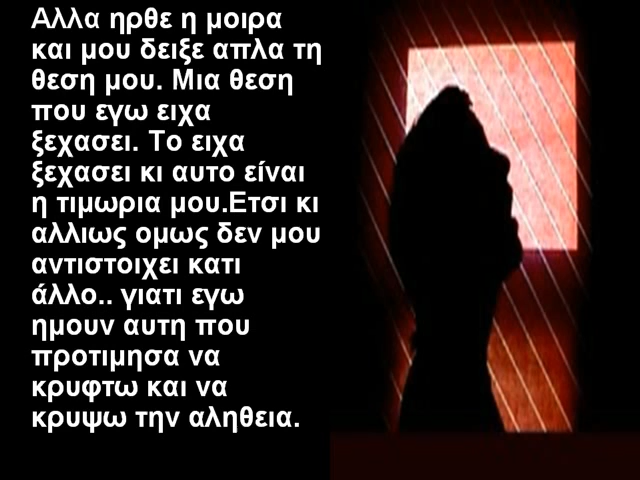 Αλλα ηρθε η μοιρα
και μου δειξε απλα τη
θεση μου. Μια θεση
που εγω ειχα
ξεχασει. Το ειχα
ξεχασει κι αυτο είναι
η τιμωρια μου.Ετσι κι
αλλιως ομως δεν μου
αντιστοιχει κατι
άλλο.. γιατι εγω
ημουν αυτη που
προτιμησα να
κρυφτω και να
κρυψω την αληθεια.